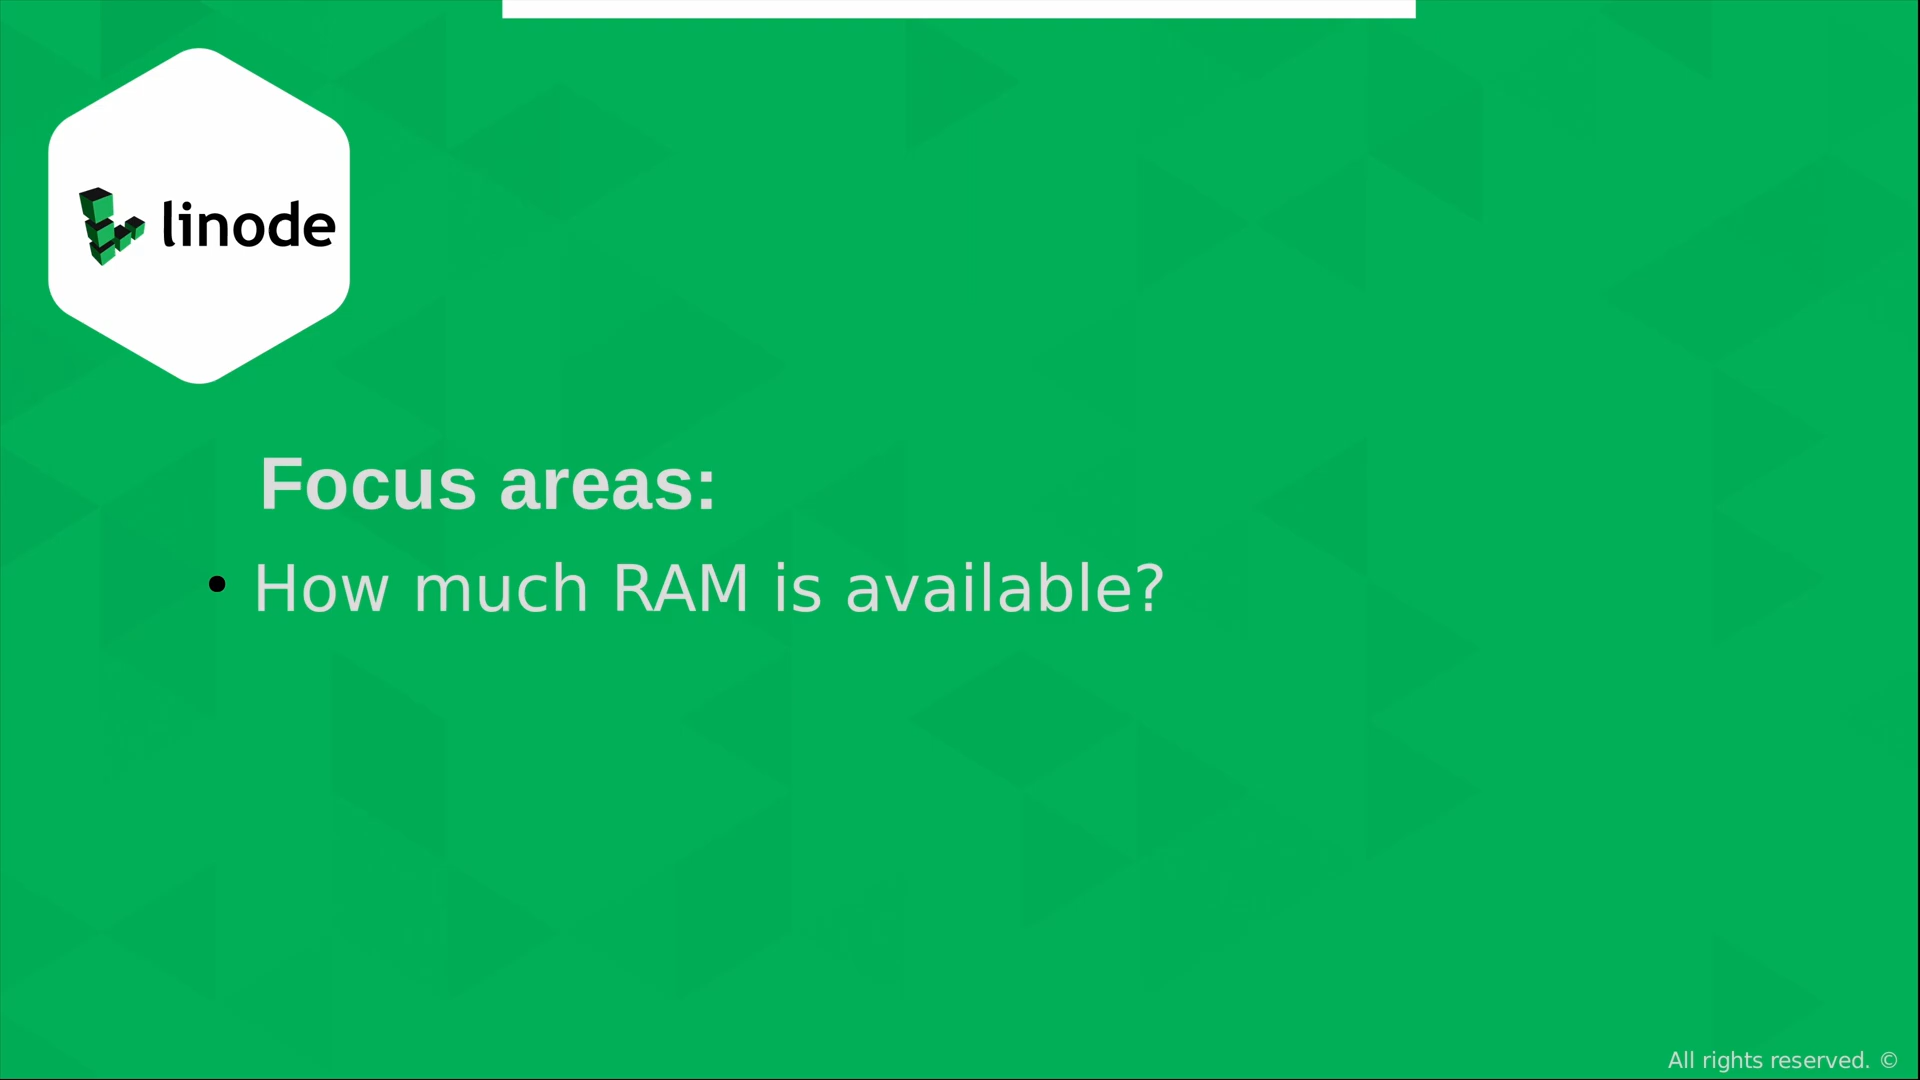 linode
Focus areas:
• How much RAM is available?
All rights reserved. ©